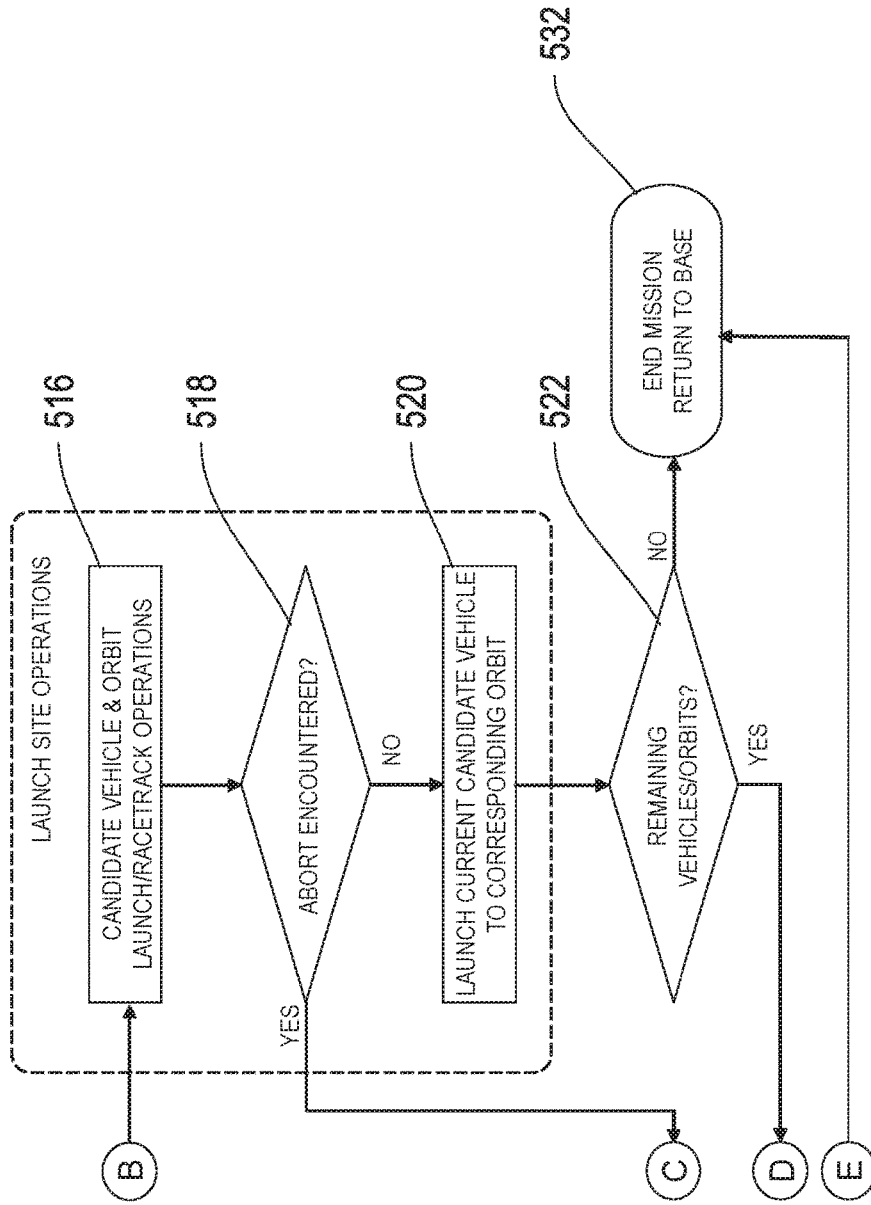 LAUNCH SITE OPERATIONS
B
CANDIDATE VEHICLE & ORBIT
LAUNCH/RACETRACK OPERATIONS
516
ABORT ENCOUNTERED?
518
YES
NO
C
LAUNCH CURRENT CANDIDATE VEHICLE
TO CORRESPONDING ORBIT
520
REMAINING
VEHICLES/ORBITS?
522
NO
YES
D
END MISSION
RETURN TO BASE
532
E